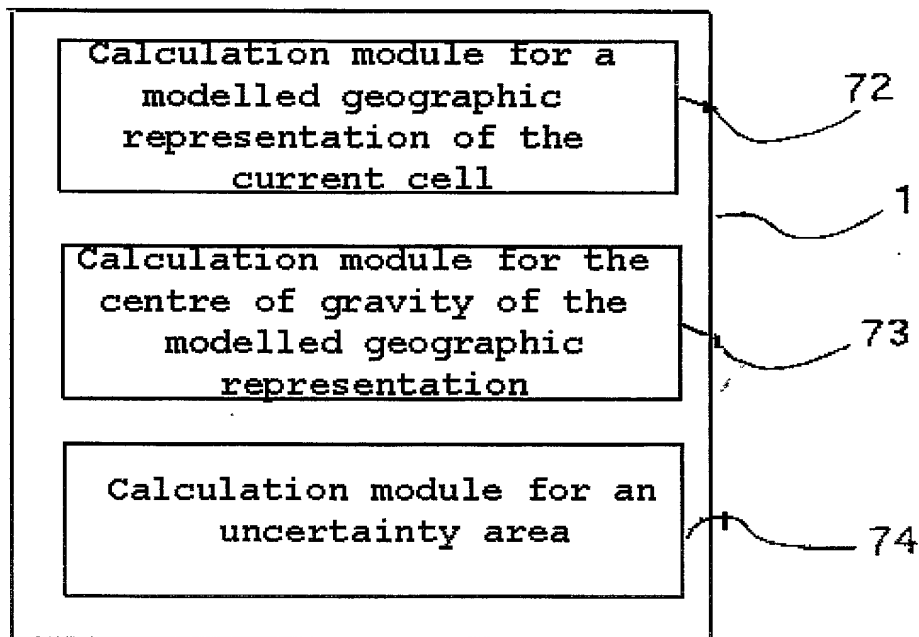 Calculation module for a
modelled geographic
representation of the
current cell
72
1
Calculation module for the
centre of gravity of the
modelled geographic
representation
73
Calculation module for an
uncertainty area
74